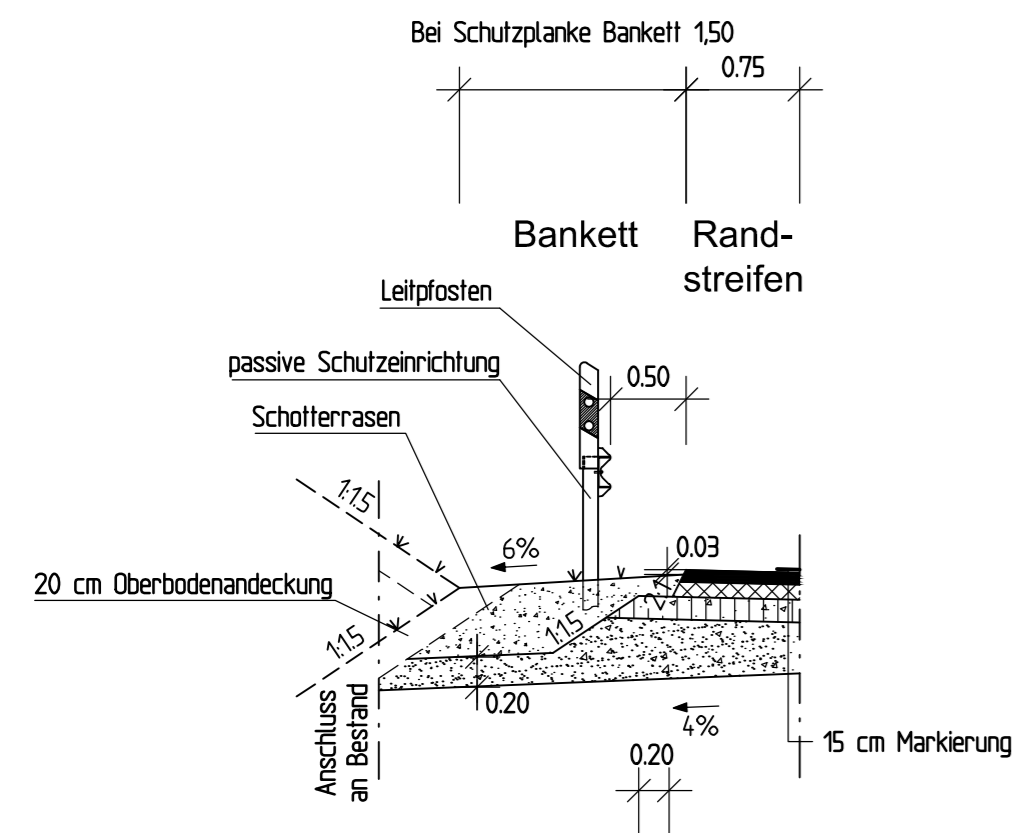 Bei Schutzplanke Bankett 1,50
0.75
Bankett
Rand-
streifen
Leitpfosten
passive Schutzeinrichtung
0.50
Schotterrasen
1:1.5
6%
0.03
20 cm Oberbodenandeckung
2:1
1:1.5
1:1.5
0.20
Anschluss
an Bestand
4%
15 cm Markierung
0.20